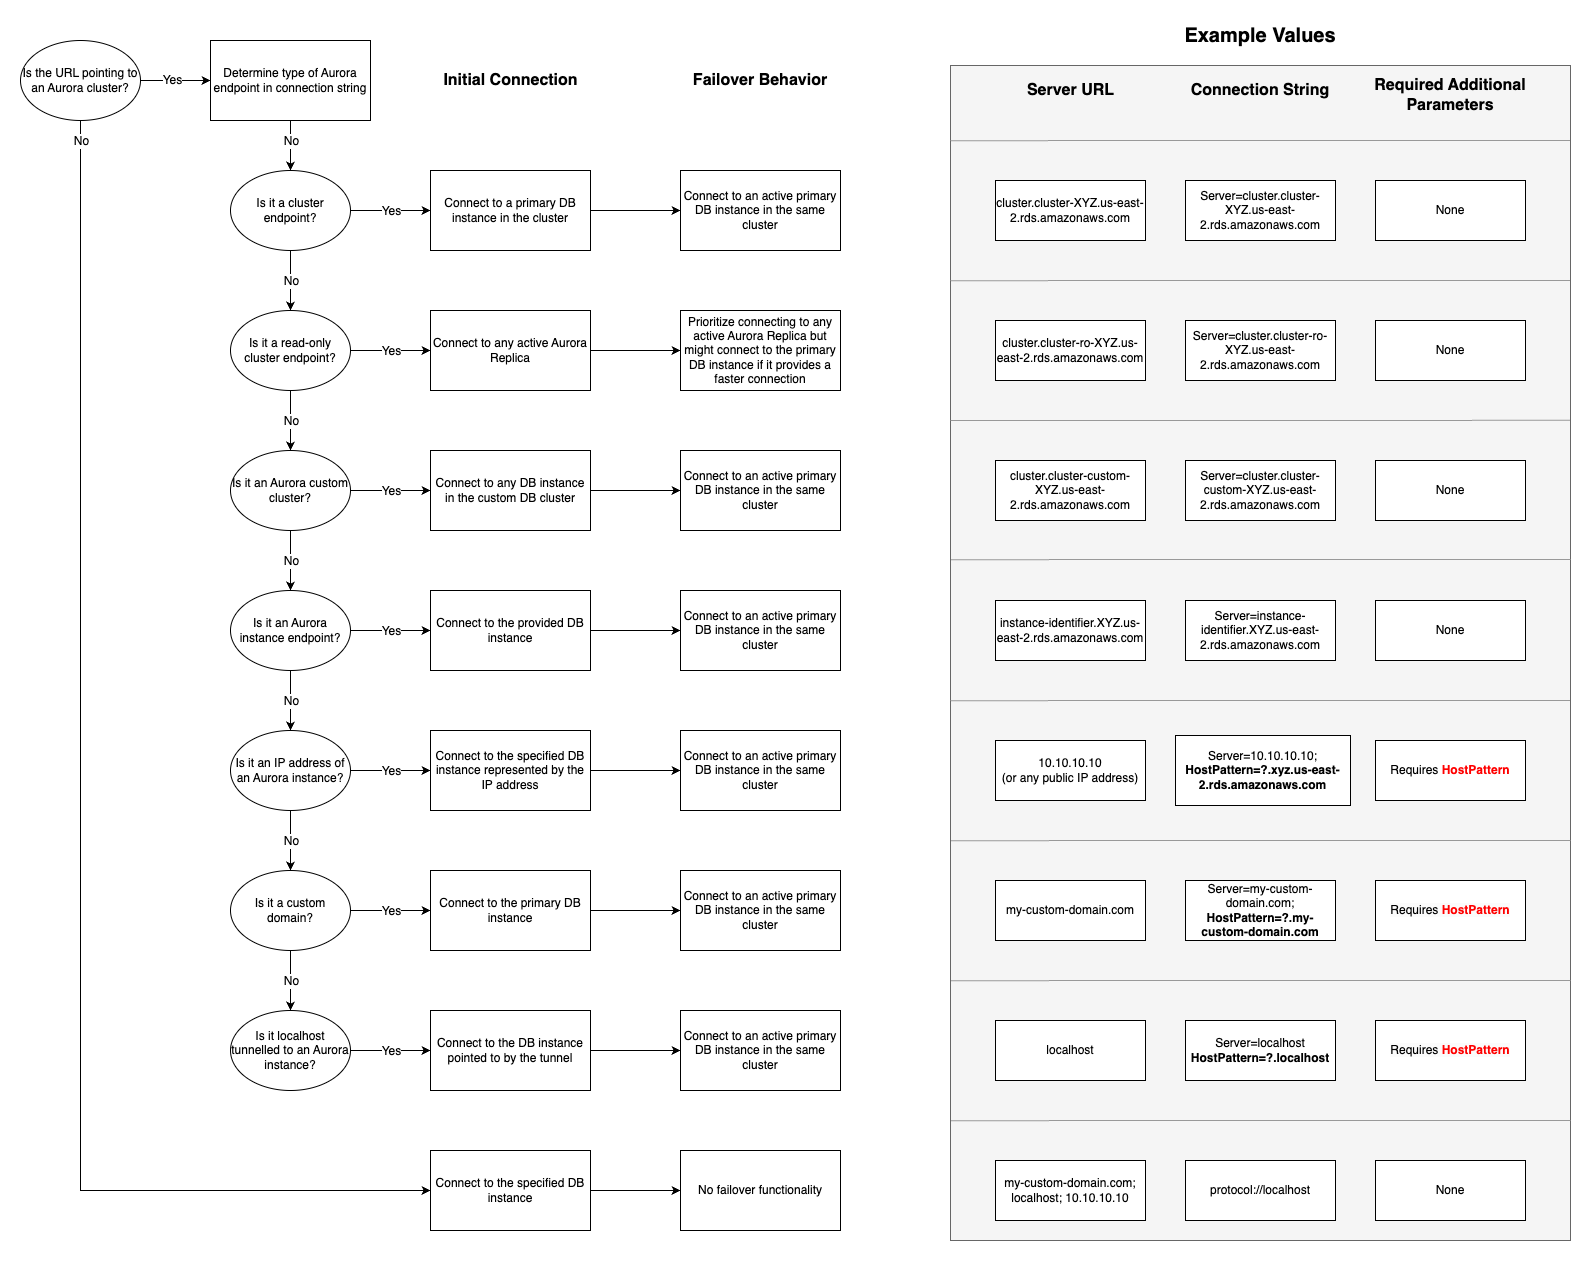 Example Values
Is the URL pointing to
an Aurora cluster?
Yes
Determine type of Aurora
endpoint in connection string
Initial Connection
Failover Behavior
Server URL
Connection String
Required Additional
Parameters
No
No
Is it a cluster
endpoint?
Yes
Connect to a primary DB
instance in the cluster
Connect to an active primary
DB instance in the same
cluster
cluster.cluster-XYZ.us-east-
2.rds.amazonaws.com
Server=cluster.cluster-
XYZ.us-east-
2.rds.amazonaws.com
None
No
Is it a read-only
cluster endpoint?
Yes
Connect to any active Aurora
Replica
Prioritize connecting to any
active Aurora Replica but
might connect to the primary
DB instance if it provides a
faster connection
cluster.cluster-ro-XYZ.us-
east-2.rds.amazonaws.com
Server=cluster.cluster-ro-
XYZ.us-east-
2.rds.amazonaws.com
None
No
Is it an Aurora custom
cluster?
Yes
Connect to any DB instance
in the custom DB cluster
Connect to an active primary
DB instance in the same
cluster
cluster.cluster-custom-
XYZ.us-east-
2.rds.amazonaws.com
Server=cluster.cluster-
custom-XYZ.us-east-
2.rds.amazonaws.com
None
No
Is it an Aurora
instance endpoint?
Yes
Connect to the provided DB
instance
Connect to an active primary
DB instance in the same
cluster
instance-identifier.XYZ.us-
east-2.rds.amazonaws.com
Server=instance-
identifier.XYZ.us-east-
2.rds.amazonaws.com
None
No
Is it an IP address of
an Aurora instance?
Yes
Connect to the specified DB
instance represented by the
IP address
Connect to an active primary
DB instance in the same
cluster
10.10.10.10
(or any public IP address)
Server=10.10.10.10;
HostPattern=?.xyz.us-east-
2.rds.amazonaws.com
Requires HostPattern
No
Is it a custom
domain?
Yes
Connect to the primary DB
instance
Connect to an active primary
DB instance in the same
cluster
my-custom-domain.com
Server=my-custom-
domain.com;
HostPattern=?.my-
custom-domain.com
Requires HostPattern
No
Is it localhost
tunnelled to an Aurora
instance?
Yes
Connect to the DB instance
pointed to by the tunnel
Connect to an active primary
DB instance in the same
cluster
localhost
Server=localhost
HostPattern=?.localhost
Requires HostPattern
Connect to the specified DB
instance
No failover functionality
my-custom-domain.com;
localhost; 10.10.10.10
protocol://localhost
None